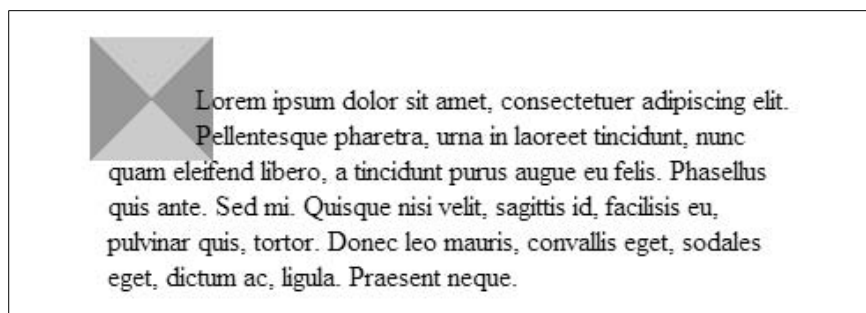 Lorem ipsum dolor sit amet, consectetuer adipiscing elit.
Pellentesque pharetra, urna in laoreet tincidunt, nunc
quam eleifend libero, a tincidunt purus augue eu felis. Phasellus
quis ante. Sed mi. Quisque nisi velit, sagittis id, facilisis eu,
pulvinar quis, tortor. Donec leo mauris, convallis eget, sodales
eget, dictum ac, ligula. Praesent neque.